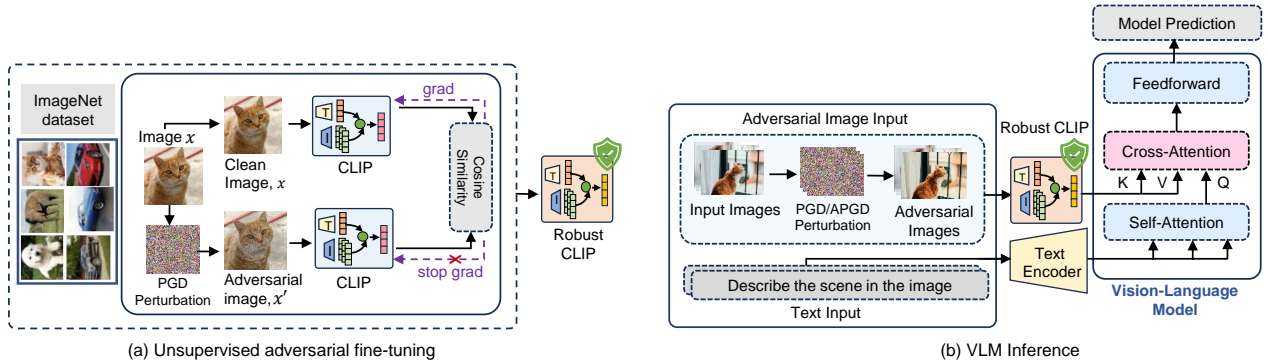 ImageNet
dataset
Image x
Clean
Image, x
PGD
Perturbation
Adversarial
image, x′
T
I
CLIP
T
I
CLIP
grad
Cosine
Similarity
stop grad
T
I
Robust
CLIP
(a) Unsupervised adversarial fine-tuning
Adversarial Image Input
Input Images
PGD/APGD
Perturbation
Adversarial
Images
Describe the scene in the image
Text Input
Robust CLIP
T
I
Text
Encoder
Model Prediction
Feedforward
Cross-Attention
K V Q
Self-Attention
Vision-Language
Model
(b) VLM Inference